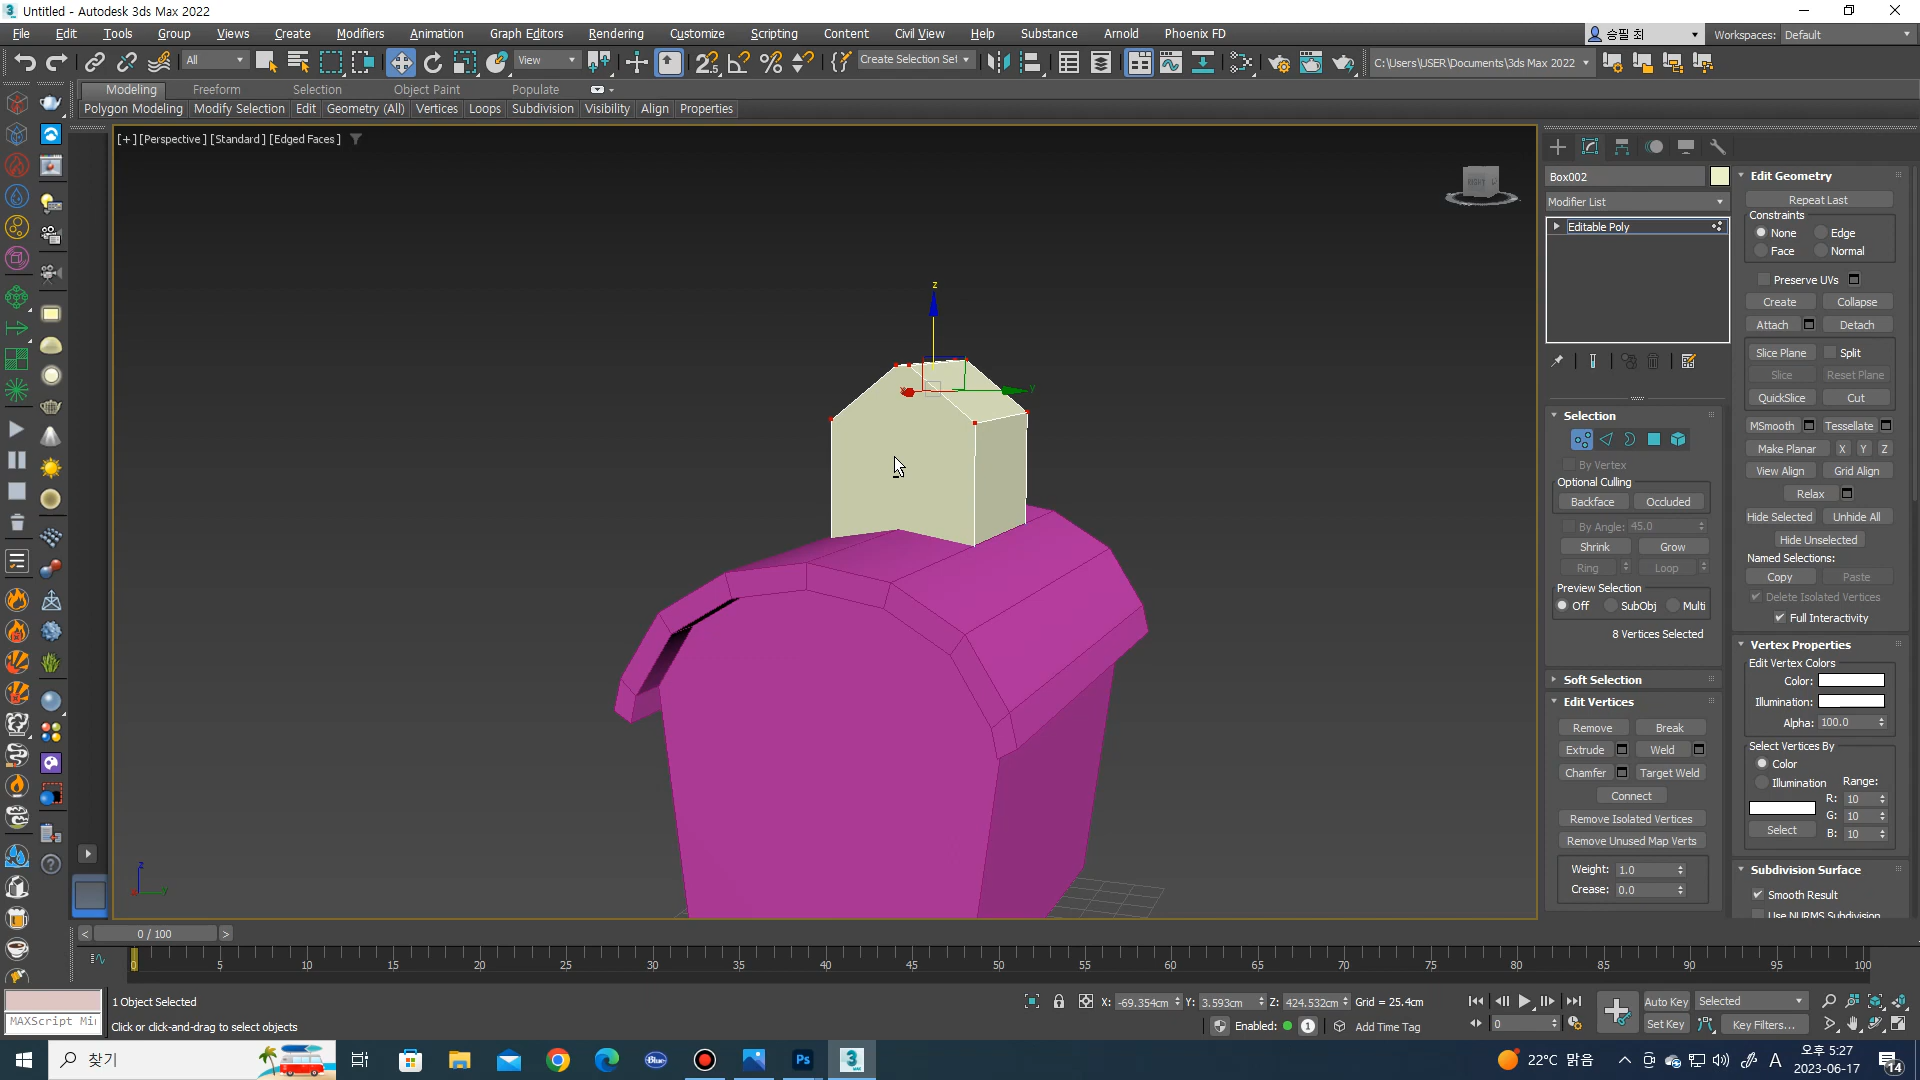 Untitled - Autodesk 3ds Max 2022
File Edit Tools Group Views Create Modifiers Animation Graph Editors Rendering Customize Scripting Content Civil View Help Substance Arnold Phoenix FD
승필 최 Workspaces: Default
All View Create Selection Set C:\Users\USER\Documents\3ds Max 2022
Modeling Freeform Selection Object Paint Populate
Polygon Modeling Modify Selection Edit Geometry (All) Vertices Loops Subdivision Visibility Align Properties
[+] [Perspective] [Standard] [Edged Faces]
z
x
y
z
y
Box002
Modifier List
Editable Poly
Selection
By Vertex
Optional Culling
Backface Occluded
By Angle: 45.0
Shrink Grow
Ring Loop
Preview Selection
Off SubObj Multi
8 Vertices Selected
Soft Selection
Edit Vertices
Remove Break
Extrude Weld
Chamfer Target Weld
Connect
Remove Isolated Vertices
Remove Unused Map Verts
Weight: 1.0
Crease: 0.0
Edit Geometry
Repeat Last
Constraints
None Edge
Face Normal
Preserve UVs
Create Collapse
Attach Detach
Slice Plane Split
Slice Reset Plane
QuickSlice Cut
MSmooth Tessellate
Make Planar X Y Z
View Align Grid Align
Relax
Hide Selected Unhide All
Hide Unselected
Named Selections:
Copy Paste
Delete Isolated Vertices
Full Interactivity
Vertex Properties
Edit Vertex Colors
Color:
Illumination:
Alpha: 100.0
Select Vertices By
Color
Illumination Range:
R: 10
G: 10
Select B: 10
Subdivision Surface
Smooth Result
Use NURMS Subdivision
< 0 / 100 >
0 5 10 15 20 25 30 35 40 45 50 55 60 65 70 75 80 85 90 95 100
1 Object Selected X: -69.354cm Y: 3.593cm Z: 424.532cm Grid = 25.4cm Auto Key Selected
MAXScript Mi Click or click-and-drag to select objects Enabled: 1 Add Time Tag 0 Set Key Key Filters...
찾기 Ps 3 22°C 맑음 A 오후 5:27
2023-06-17 14